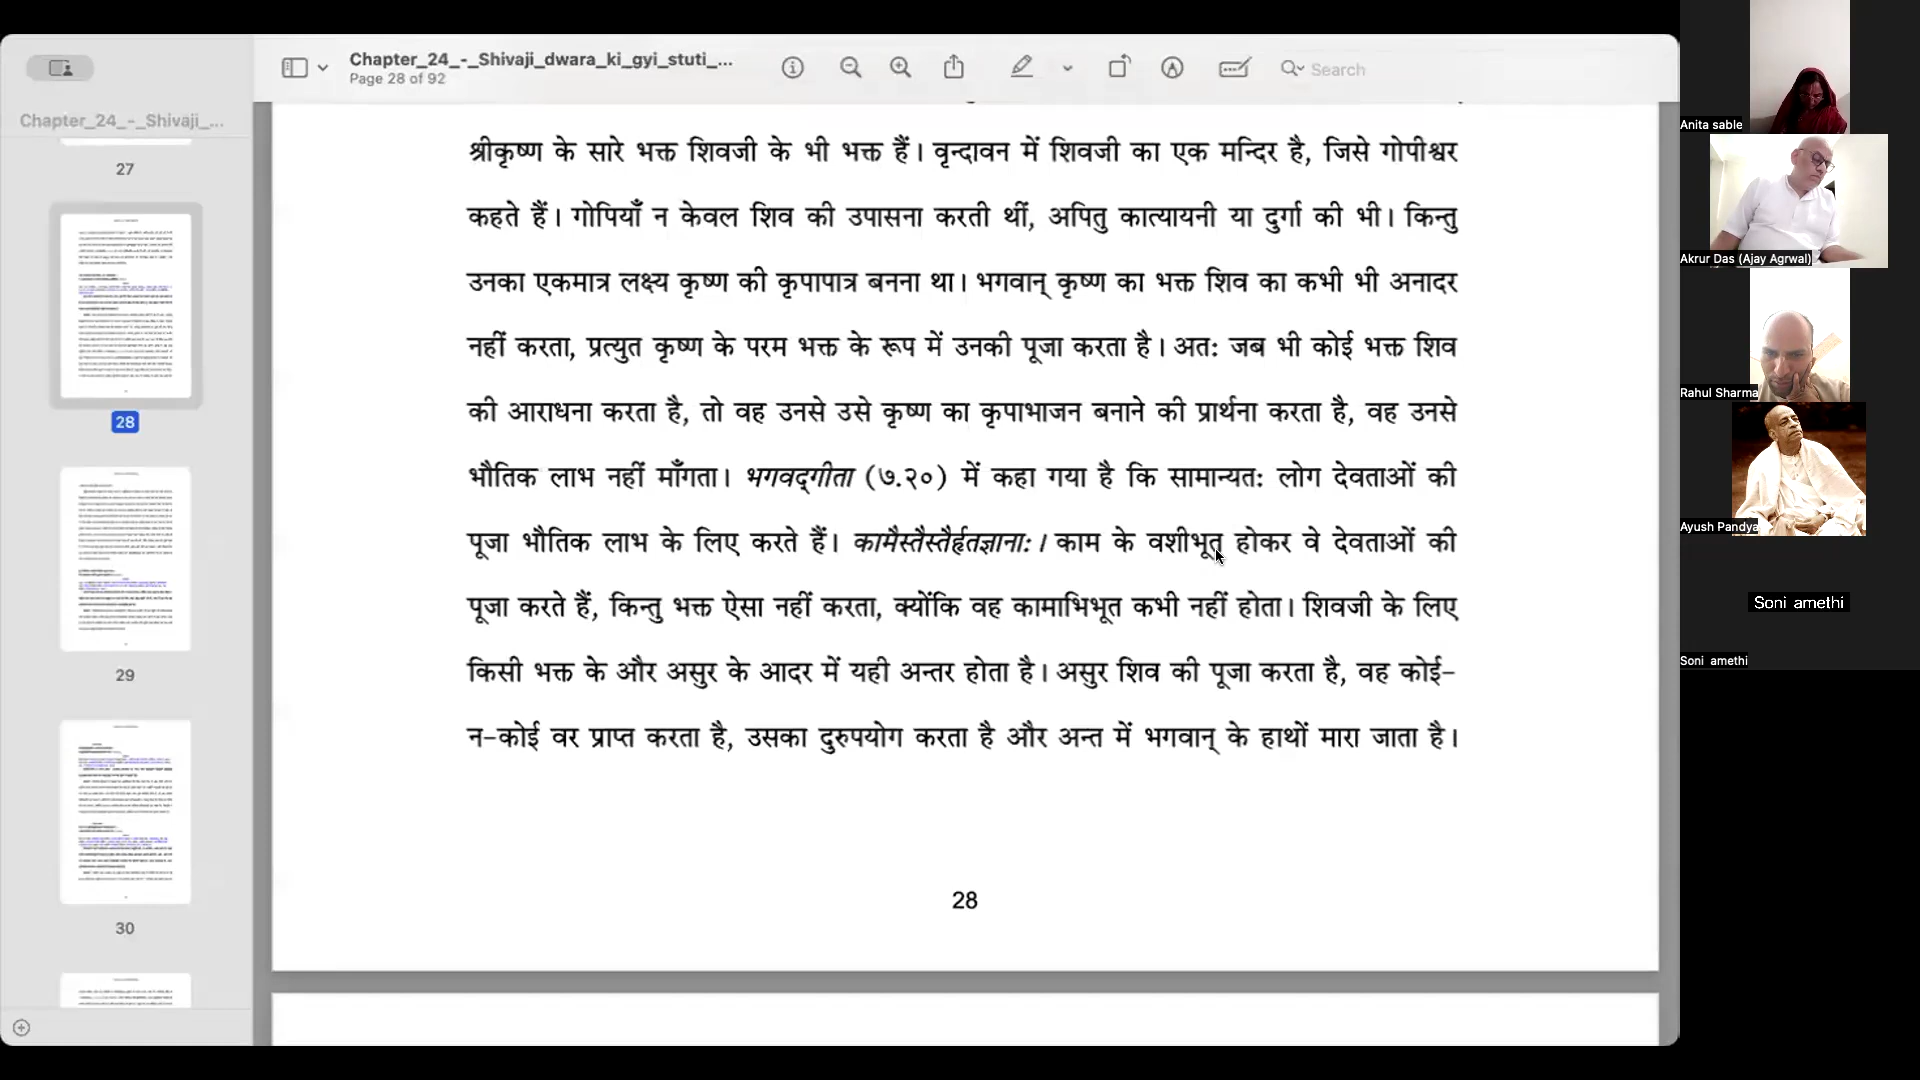 Chapter_24_-_Shivaji_dwara_ki_gyi_stuti_...
Page 28 of 92
Search
Chapter_24_-_Shivaji_...
27
28
29
30
श्रीकृष्ण के सारे भक्त शिवजी के भी भक्त हैं। वृन्दावन में शिवजी का एक मन्दिर है, जिसे गोपीश्वर
कहते हैं। गोपियाँ न केवल शिव की उपासना करती थीं, अपितु कात्यायनी या दुर्गा की भी। किन्तु
उनका एकमात्र लक्ष्य कृष्ण की कृपापात्र बनना था। भगवान् कृष्ण का भक्त शिव का कभी भी अनादर
नहीं करता, प्रत्युत कृष्ण के परम भक्त के रूप में उनकी पूजा करता है। अत: जब भी कोई भक्त शिव
की आराधना करता है, तो वह उनसे उसे कृष्ण का कृपाभाजन बनाने की प्रार्थना करता है, वह उनसे
भौतिक लाभ नहीं माँगता। भगवद्‌गीता (७.२०) में कहा गया है कि सामान्यत: लोग देवताओं की
पूजा भौतिक लाभ के लिए करते हैं। कामैस्तैस्तैर्हृतज्ञाना:। काम के वशीभूत होकर वे देवताओं की
पूजा करते हैं, किन्तु भक्त ऐसा नहीं करता, क्योंकि वह कामाभिभूत कभी नहीं होता। शिवजी के लिए
किसी भक्त के और असुर के आदर में यही अन्तर होता है। असुर शिव की पूजा करता है, वह कोई–
न–कोई वर प्राप्त करता है, उसका दुरुपयोग करता है और अन्त में भगवान् के हाथों मारा जाता है।
28
Anita sable
Akrur Das (Ajay Agrwal)
Rahul Sharma
Ayush Pandya
Soni amethi
Soni amethi